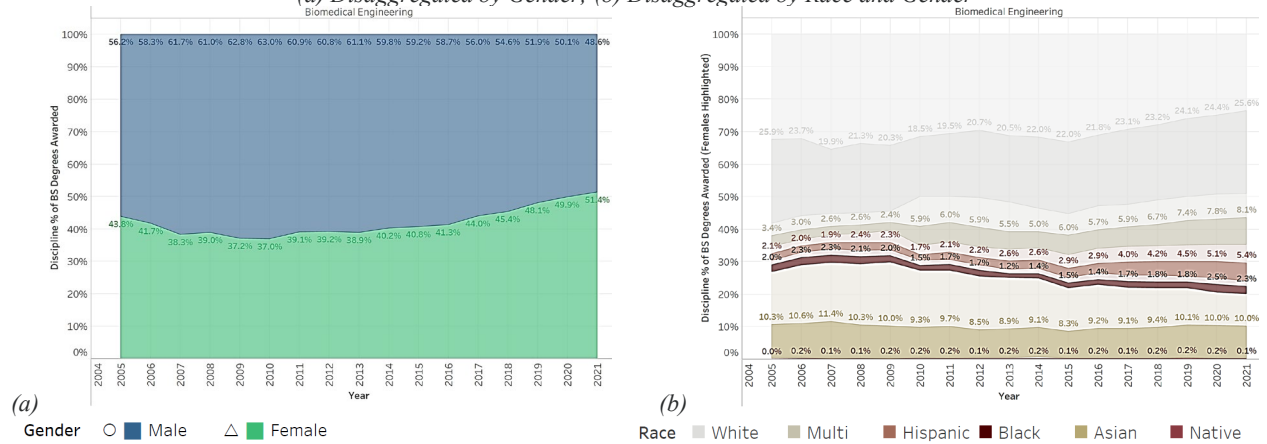 (a) Disaggregated by Gender; (b) Disaggregated by Race and Gender
Biomedical Engineering
Discipline % of BS Degrees Awarded
100%
90%
80%
70%
60%
50%
40%
30%
20%
10%
0%
56.2% 58.3% 61.7% 61.0% 62.8% 63.0% 60.9% 60.8% 61.1% 59.8% 59.2% 58.7% 56.0% 54.6% 51.9% 50.1% 48.6%
43.8% 41.7% 38.3% 39.0% 37.2% 37.0% 39.1% 39.2% 38.9% 40.2% 40.8% 41.3% 44.0% 45.4% 48.1% 49.9% 51.4%
2004 2005 2006 2007 2008 2009 2010 2011 2012 2013 2014 2015 2016 2017 2018 2019 2020 2021
Year
(a)
Gender Male Female
Biomedical Engineering
Discipline % of BS Degrees Awarded (Females Highlighted)
100%
90%
80%
70%
60%
50%
40%
30%
20%
10%
0%
25.9% 23.7% 19.9% 21.3% 20.3% 18.5% 19.5% 20.7% 20.5% 22.0% 22.0% 21.8% 23.1% 23.2% 24.1% 24.4% 25.6%
3.4% 3.0% 2.6% 2.6% 2.4% 5.9% 6.0% 5.9% 5.5% 5.0% 6.0% 5.7% 5.9% 6.7% 7.4% 7.8% 8.1%
2.1% 2.0% 1.9% 2.4% 2.3% 1.7% 2.1% 2.2% 2.6% 2.6% 2.9% 2.9% 4.0% 4.2% 4.5% 5.1% 5.4%
2.0% 2.3% 2.3% 2.1% 2.0% 1.5% 1.7% 1.7% 1.2% 1.4% 1.5% 1.4% 1.7% 1.8% 1.8% 2.5% 2.3%
10.3% 10.6% 11.4% 10.3% 10.0% 9.3% 9.7% 8.5% 8.9% 9.1% 8.3% 9.2% 9.1% 9.4% 10.1% 10.0% 10.0%
0.0% 0.2% 0.1% 0.1% 0.1% 0.2% 0.1% 0.2% 0.2% 0.1% 0.1% 0.2% 0.1% 0.2% 0.2% 0.2% 0.1%
2004 2005 2006 2007 2008 2009 2010 2011 2012 2013 2014 2015 2016 2017 2018 2019 2020 2021
Year
(b)
Race White Multi Hispanic Black Asian Native